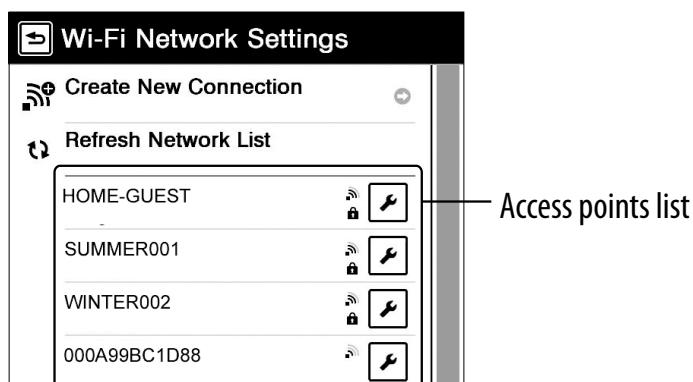 Wi-Fi Network Settings
Create New Connection
Refresh Network List
HOME-GUEST
Access points list
SUMMER001
WINTER002
000A99BC1D88